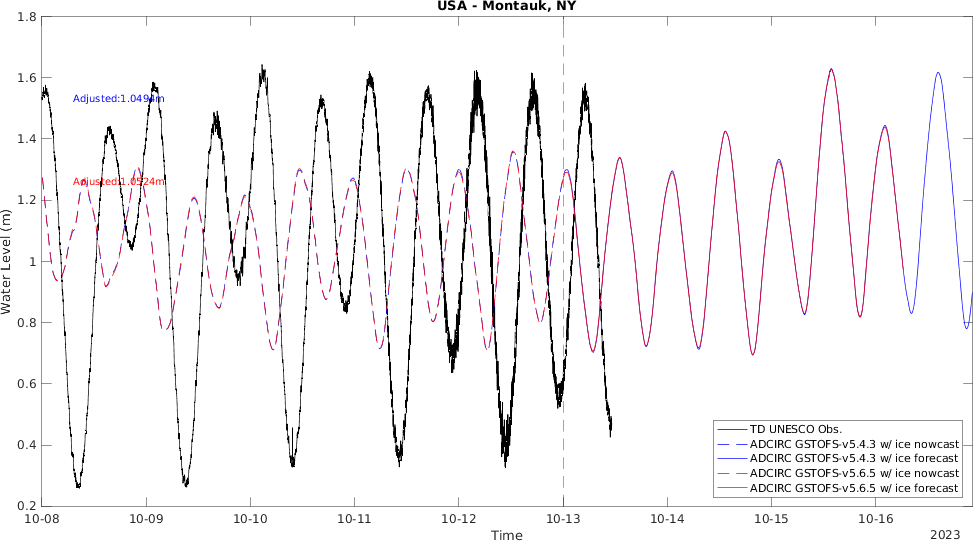 USA - Montauk, NY
1.8
1.6
1.4
1.2
1
0.8
0.6
0.4
0.2
Water Level (m)
Adjusted:1.0494m
Adjusted:1.0524m
TD UNESCO Obs.
ADCIRC GSTOFS-v5.4.3 w/ ice nowcast
ADCIRC GSTOFS-v5.4.3 w/ ice forecast
ADCIRC GSTOFS-v5.6.5 w/ ice nowcast
ADCIRC GSTOFS-v5.6.5 w/ ice forecast
10-08 10-09 10-10 10-11 10-12 10-13 10-14 10-15 10-16
2023
Time